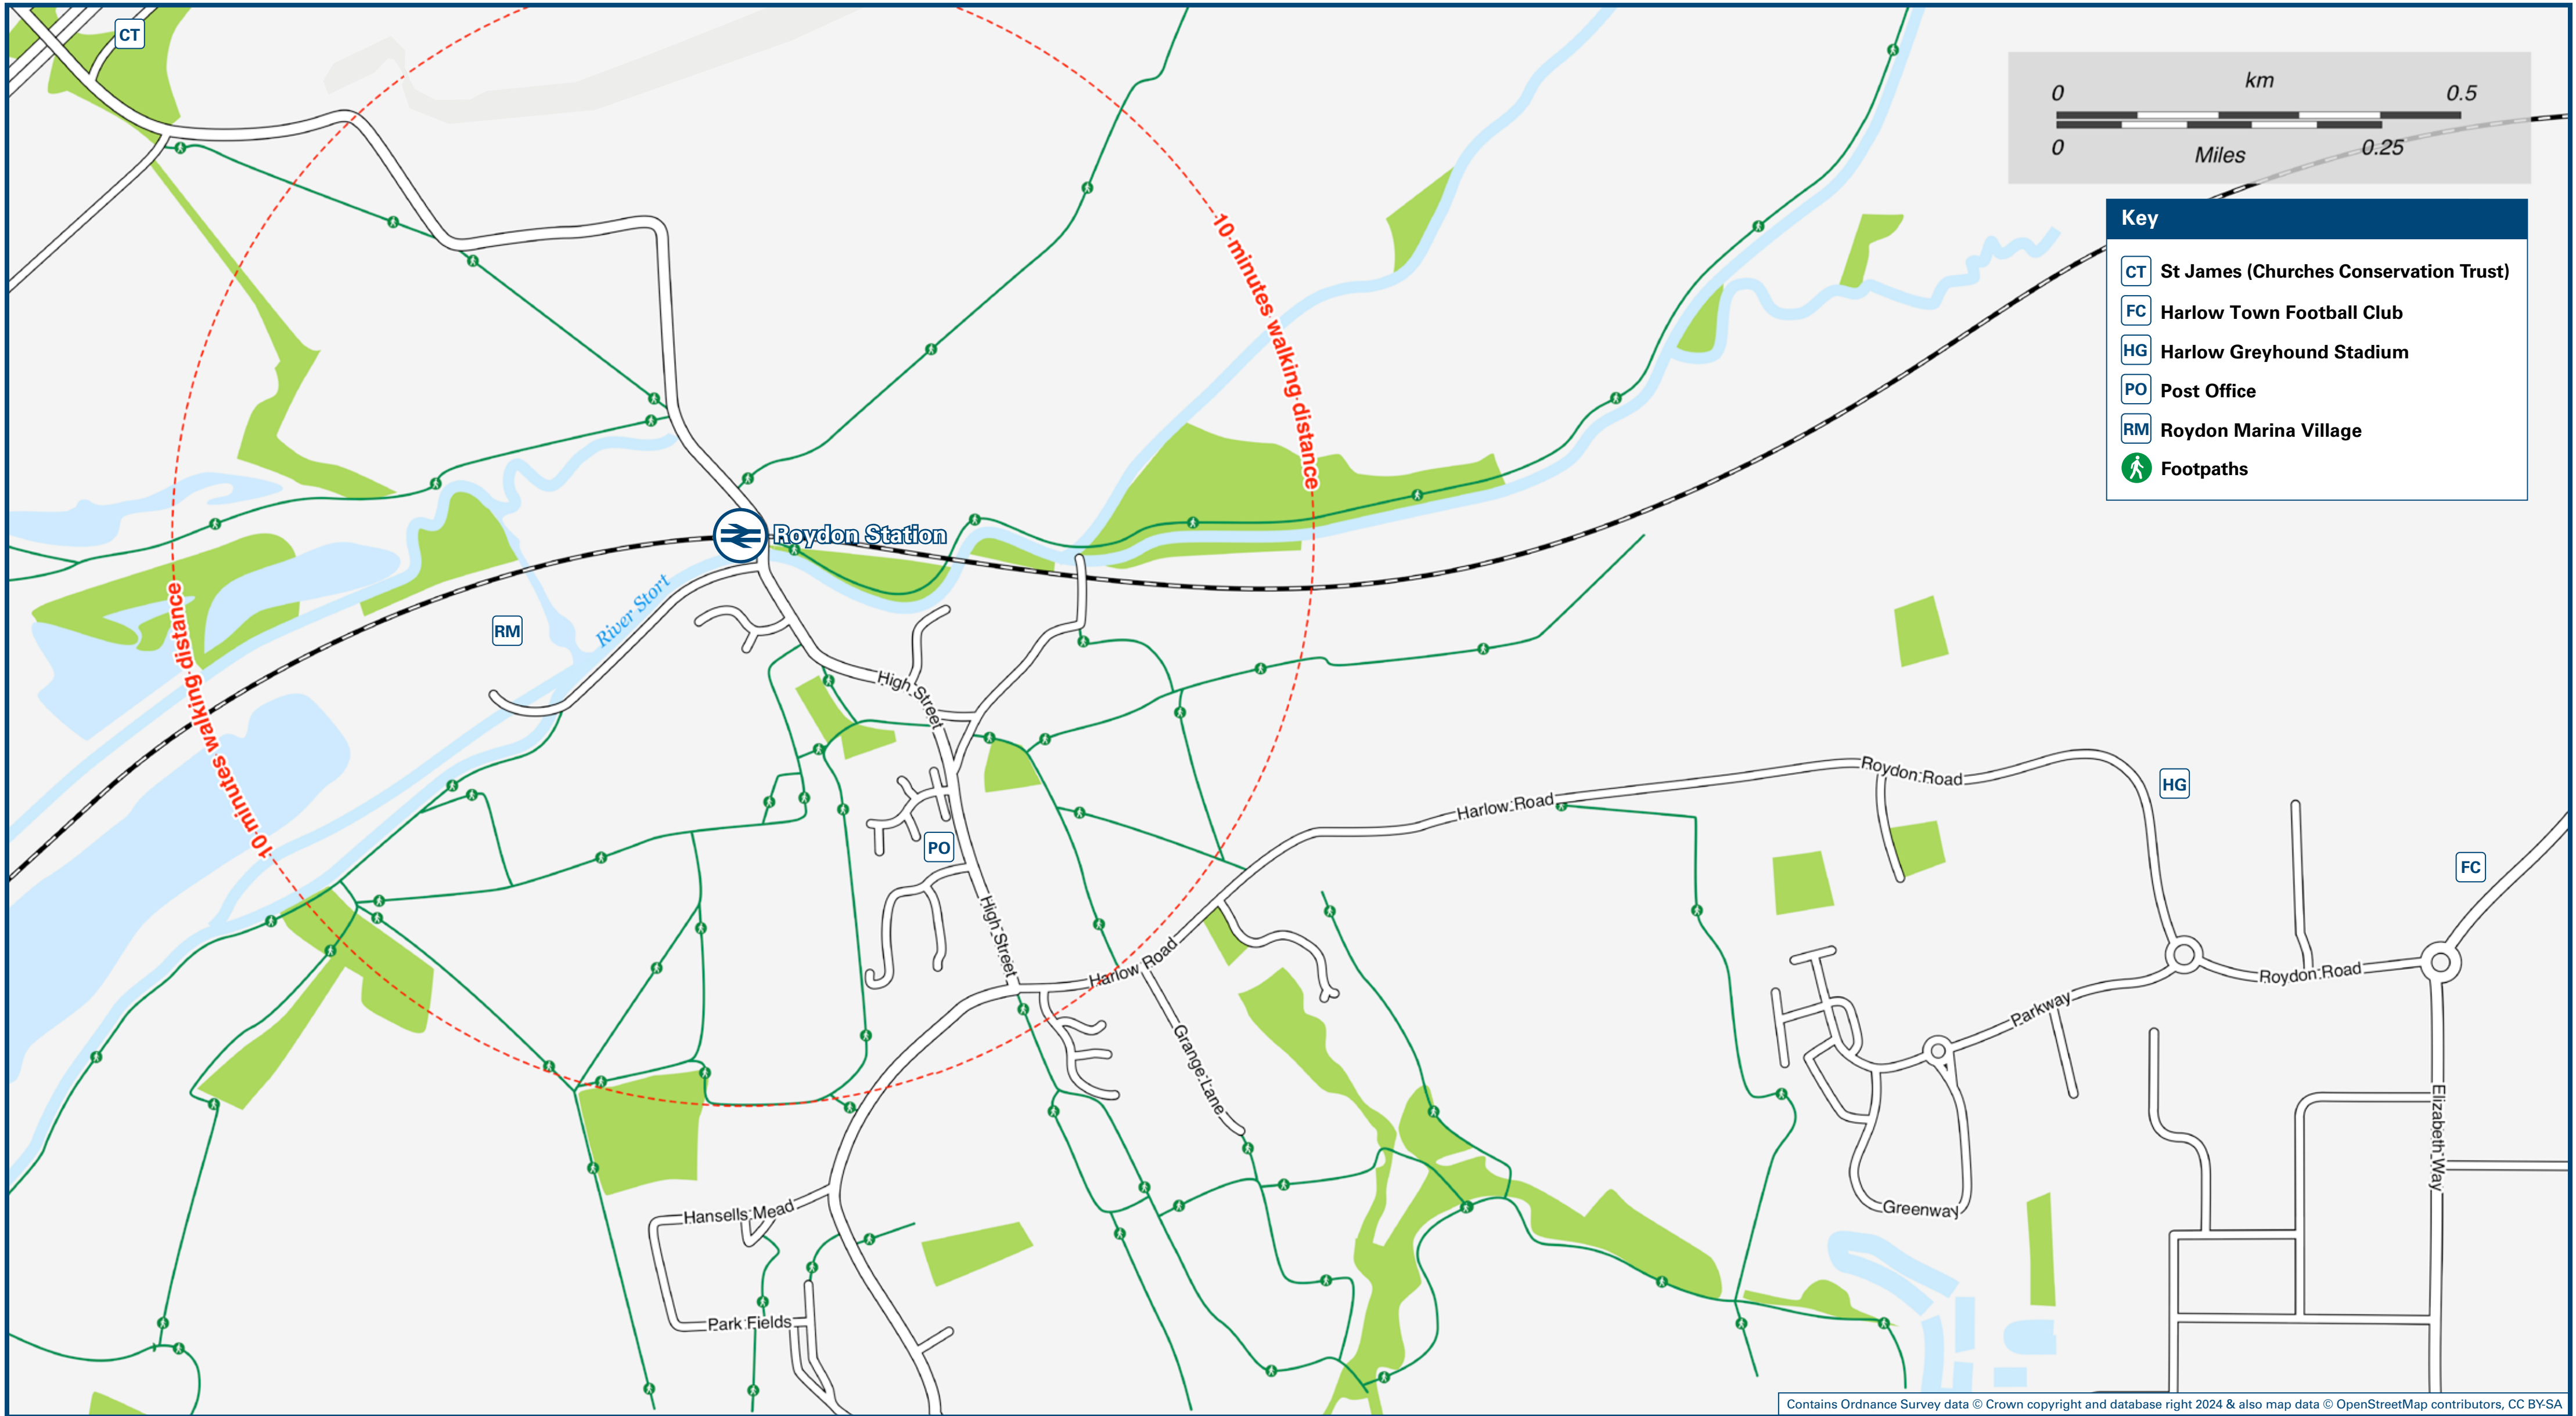 CT
km
0
0.5
0
Miles
0.25
Key
CT St James (Churches Conservation Trust)
FC Harlow Town Football Club
HG Harlow Greyhound Stadium
PO Post Office
RM Roydon Marina Village
Footpaths
10 minutes walking distance
Roydon Station
10 minutes walking distance
River Stort
RM
High Street
Roydon Road
HG
Harlow Road
PO
FC
High Street
Harlow Road
Roydon Road
Parkway
Grange Lane
Elizabeth Way
Hansells Mead
Greenway
Park Fields
Contains Ordnance Survey data © Crown copyright and database right 2024 & also map data © OpenStreetMap contributors, CC BY-SA